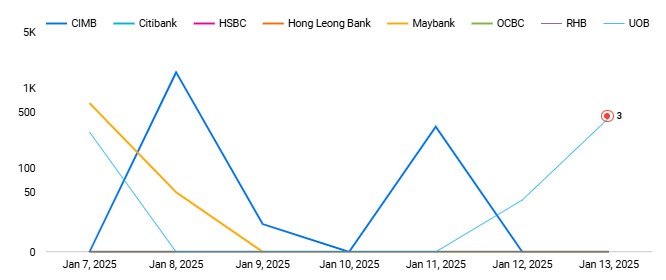 CIMB Citibank HSBC Hong Leong Bank Maybank OCBC RHB UOB
5K
1K
500
100
50
0
3
Jan 7, 2025 Jan 8, 2025 Jan 9, 2025 Jan 10, 2025 Jan 11, 2025 Jan 12, 2025 Jan 13, 2025